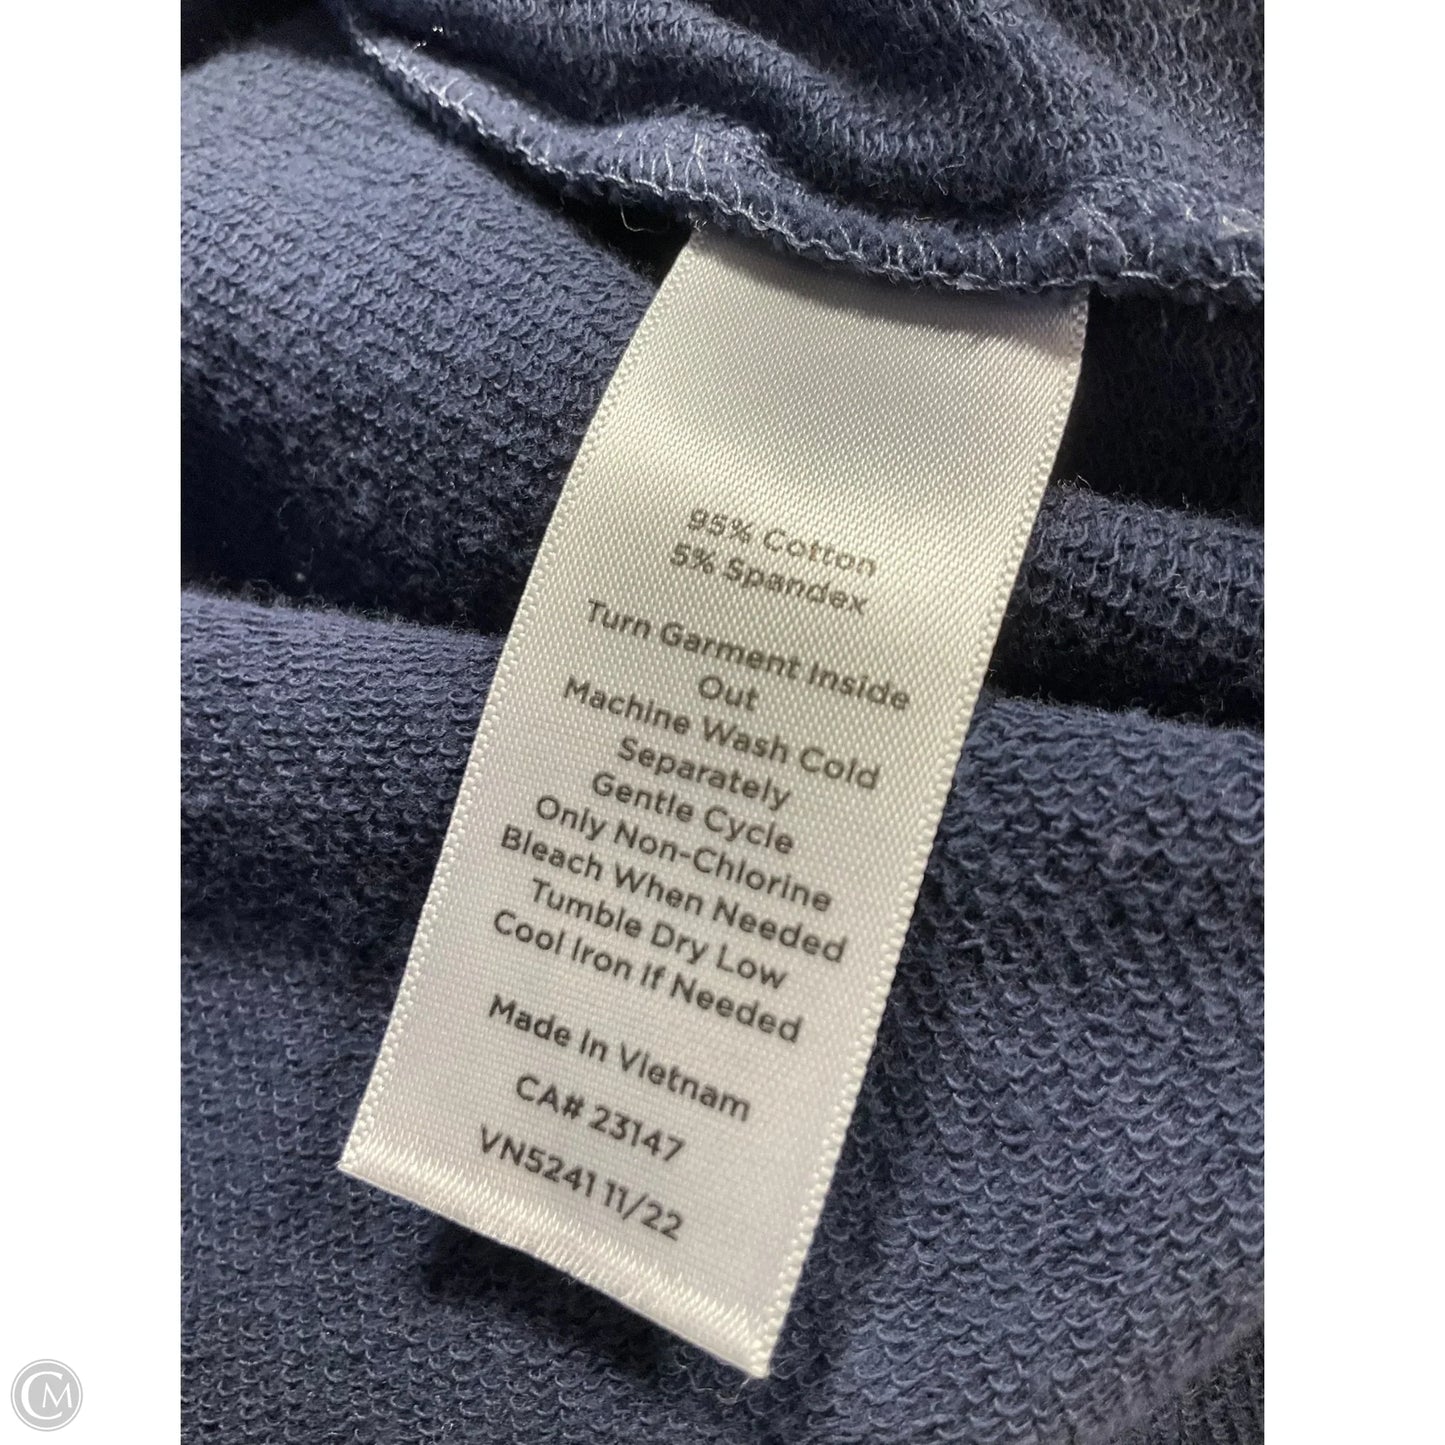 95% Cotton
5% Spandex
Turn Garment Inside
Out
Machine Wash Cold
Separately
Gentle Cycle
Only Non-Chlorine
Bleach When Needed
Tumble Dry Low
Cool Iron If Needed
Made In Vietnam
CA# 23147
VN5241 11/22
CM